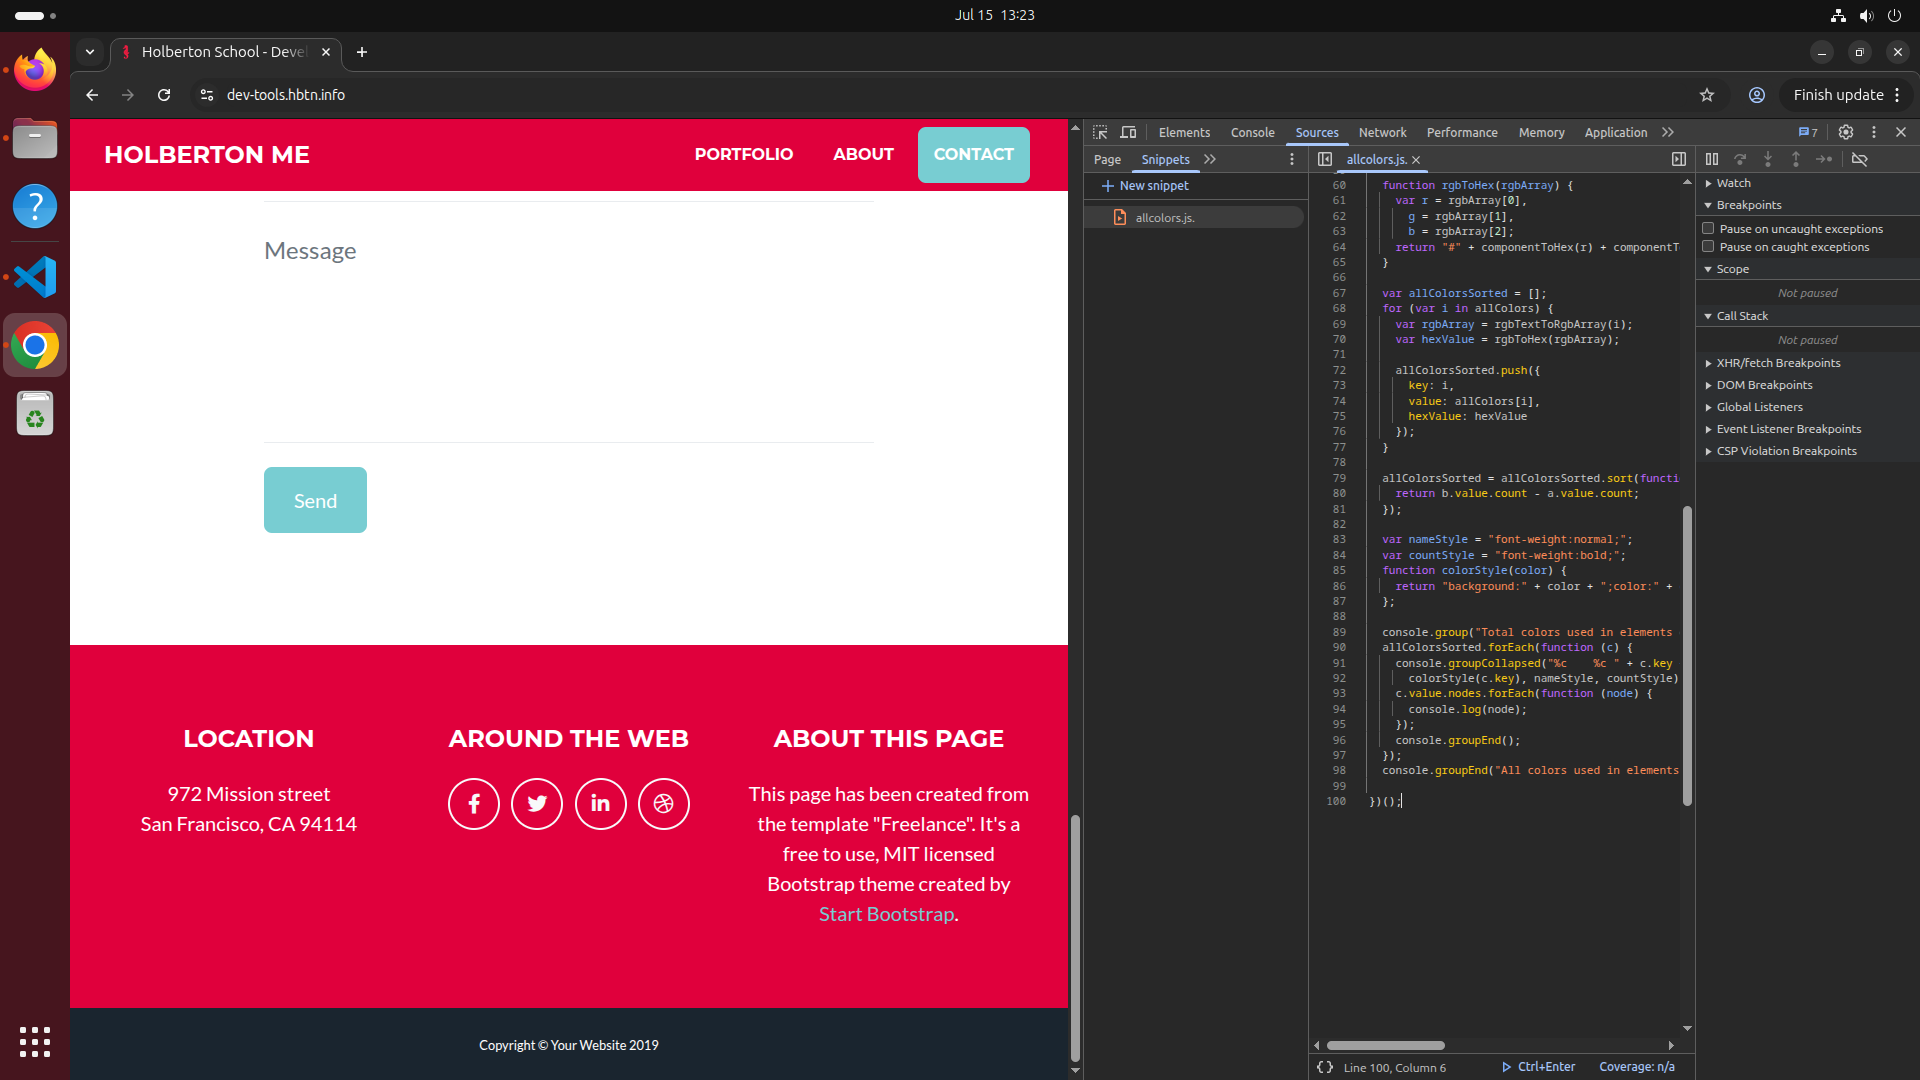 Jul 15 13:23
Holberton School - Deve
dev-tools.hbtn.info
Finish update
HOLBERTON ME
PORTFOLIO
ABOUT
CONTACT
Message
Send
LOCATION
972 Mission street
San Francisco, CA 94114
AROUND THE WEB
ABOUT THIS PAGE
This page has been created from
the template "Freelance". It's a
free to use, MIT licensed
Bootstrap theme created by
Start Bootstrap.
Copyright © Your Website 2019
Elements
Console
Sources
Network
Performance
Memory
Application
7
Page
Snippets
allcolors.js.
New snippet
allcolors.js.
60 function rgbToHex(rgbArray) {
61 var r = rgbArray[0],
62 g = rgbArray[1],
63 b = rgbArray[2];
64 return "#" + componentToHex(r) + componentT
65 }
66
67 var allColorsSorted = [];
68 for (var i in allColors) {
69 var rgbArray = rgbTextToRgbArray(i);
70 var hexValue = rgbToHex(rgbArray);
71
72 allColorsSorted.push({
73 key: i,
74 value: allColors[i],
75 hexValue: hexValue
76 });
77 }
78
79 allColorsSorted = allColorsSorted.sort(functi
80 return b.value.count - a.value.count;
81 });
82
83 var nameStyle = "font-weight:normal;";
84 var countStyle = "font-weight:bold;";
85 function colorStyle(color) {
86 return "background:" + color + ";color:" +
87 };
88
89 console.group("Total colors used in elements
90 allColorsSorted.forEach(function (c) {
91 console.groupCollapsed("%c    %c " + c.key
92 colorStyle(c.key), nameStyle, countStyle)
93 c.value.nodes.forEach(function (node) {
94 console.log(node);
95 });
96 console.groupEnd();
97 });
98 console.groupEnd("All colors used in elements
99
100 })();
{} Line 100, Column 6
Ctrl+Enter
Coverage: n/a
Watch
Breakpoints
Pause on uncaught exceptions
Pause on caught exceptions
Scope
Not paused
Call Stack
Not paused
XHR/fetch Breakpoints
DOM Breakpoints
Global Listeners
Event Listener Breakpoints
CSP Violation Breakpoints